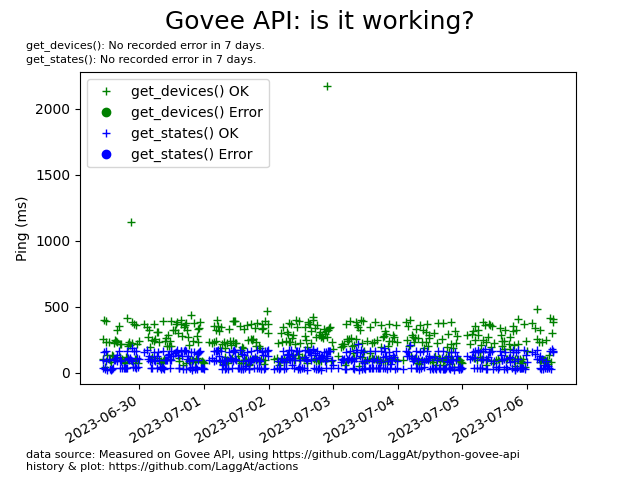 Govee API: is it working?
get_devices(): No recorded error in 7 days.
get_states(): No recorded error in 7 days.
get_devices() OK
get_devices() Error
get_states() OK
get_states() Error
Ping (ms)
2000
1500
1000
500
0
2023-06-30
2023-07-01
2023-07-02
2023-07-03
2023-07-04
2023-07-05
2023-07-06
data source: Measured on Govee API, using https://github.com/LaggAt/python-govee-api
history & plot: https://github.com/LaggAt/actions